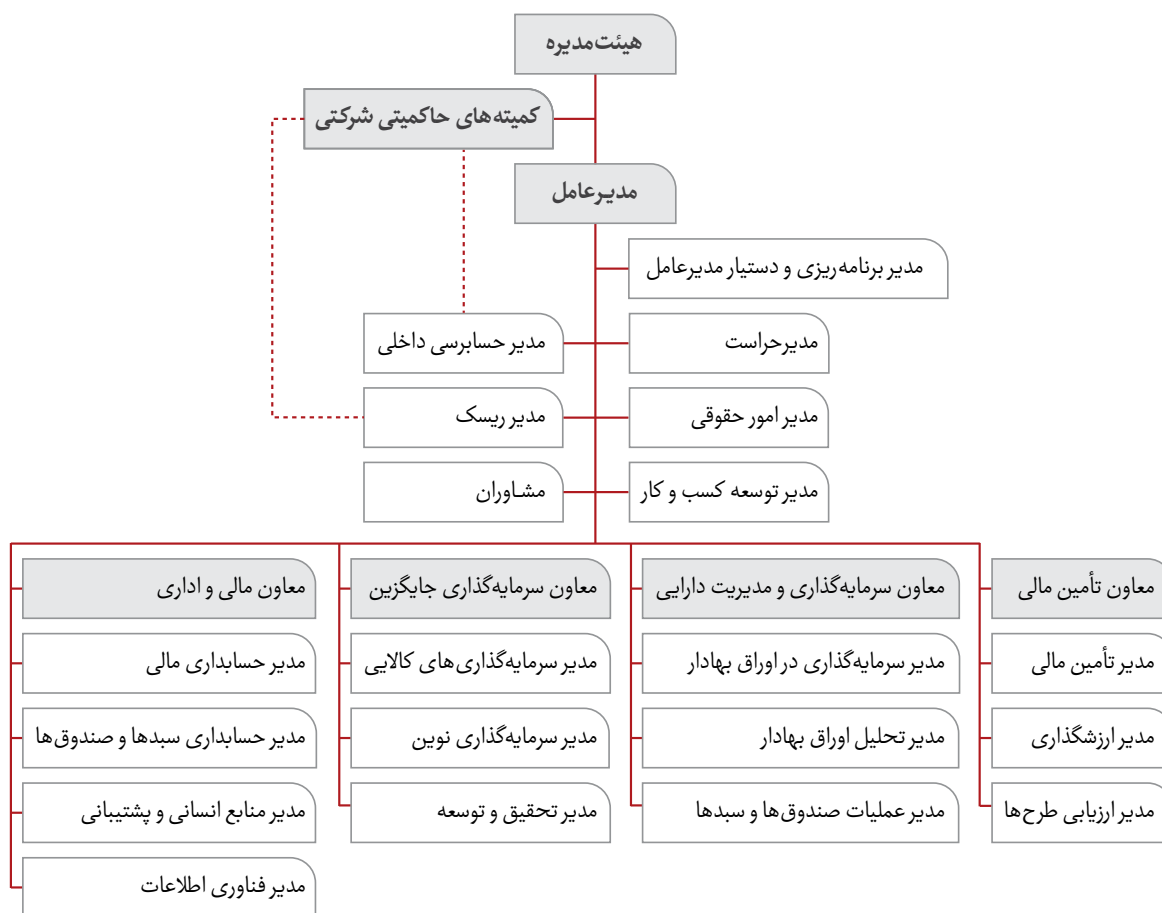 هیئت‌مدیره
کمیته‌های حاکمیتی شرکتی
مدیرعامل
مدیر برنامه‌ریزی و دستیار مدیرعامل
مدیرحراست
مدیر حسابرسی داخلی
مدیر امور حقوقی
مدیر ریسک
مدیر توسعه کسب و کار
مشاوران
معاون تأمین مالی
معاون سرمایه‌گذاری و مدیریت دارایی
معاون سرمایه‌گذاری جایگزین
معاون مالی و اداری
مدیر تأمین مالی
مدیر سرمایه‌گذاری در اوراق بهادار
مدیر سرمایه‌گذاری‌های کالایی
مدیر حسابداری مالی
مدیر ارزشگذاری
مدیر تحلیل اوراق بهادار
مدیر سرمایه‌گذاری نوین
مدیر حسابداری سبدها و صندوق‌ها
مدیر ارزیابی طرح‌ها
مدیر عملیات صندوق‌ها و سبدها
مدیر تحقیق و توسعه
مدیر منابع انسانی و پشتیبانی
مدیر فناوری اطلاعات